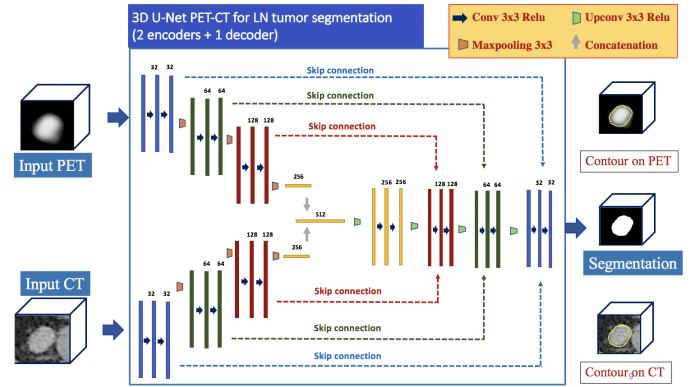 3D U-Net PET-CT for LN tumor segmentation
(2 encoders + 1 decoder)
Conv 3x3 Relu
Upconv 3x3 Relu
Maxpooling 3x3
Concatenation
32 32
Skip connection
64 64
Skip connection
128 128
Skip connection
Input PET
256
512
256
256 256
128 128
64 64
32 32
Contour on PET
Segmentation
Contour on CT
Input CT
128 128
Skip connection
64 64
Skip connection
32 32
Skip connection